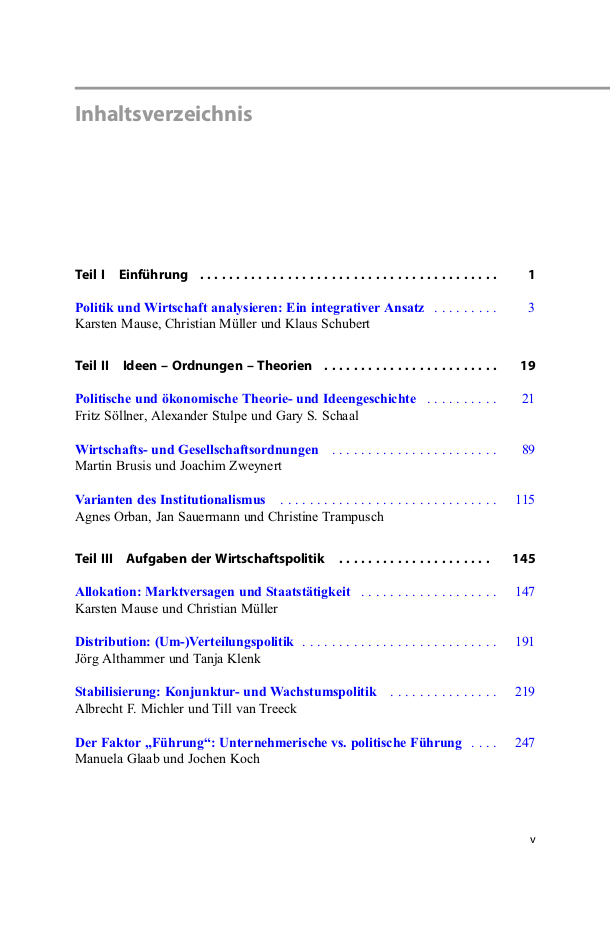 Inhaltsverzeichnis
Teil I Einführung . . . . . . . . . . . . . . . . . . . . . . . . . . . . . . . . . . . . . . . . . 1
Politik und Wirtschaft analysieren: Ein integrativer Ansatz . . . . . . . . . 3
Karsten Mause, Christian Müller und Klaus Schubert
Teil II Ideen – Ordnungen – Theorien . . . . . . . . . . . . . . . . . . . . . . . . 19
Politische und ökonomische Theorie- und Ideengeschichte . . . . . . . . . . 21
Fritz Söllner, Alexander Stulpe und Gary S. Schaal
Wirtschafts- und Gesellschaftsordnungen . . . . . . . . . . . . . . . . . . . . . . . 89
Martin Brusis und Joachim Zweynert
Varianten des Institutionalismus . . . . . . . . . . . . . . . . . . . . . . . . . . . . . . 115
Agnes Orban, Jan Sauermann und Christine Trampusch
Teil III Aufgaben der Wirtschaftspolitik . . . . . . . . . . . . . . . . . . . . . 145
Allokation: Marktversagen und Staatstätigkeit . . . . . . . . . . . . . . . . . . . 147
Karsten Mause und Christian Müller
Distribution: (Um-)Verteilungspolitik . . . . . . . . . . . . . . . . . . . . . . . . . . . 191
Jörg Althammer und Tanja Klenk
Stabilisierung: Konjunktur- und Wachstumspolitik . . . . . . . . . . . . . . . 219
Albrecht F. Michler und Till van Treeck
Der Faktor „Führung“: Unternehmerische vs. politische Führung . . . . 247
Manuela Glaab und Jochen Koch
v